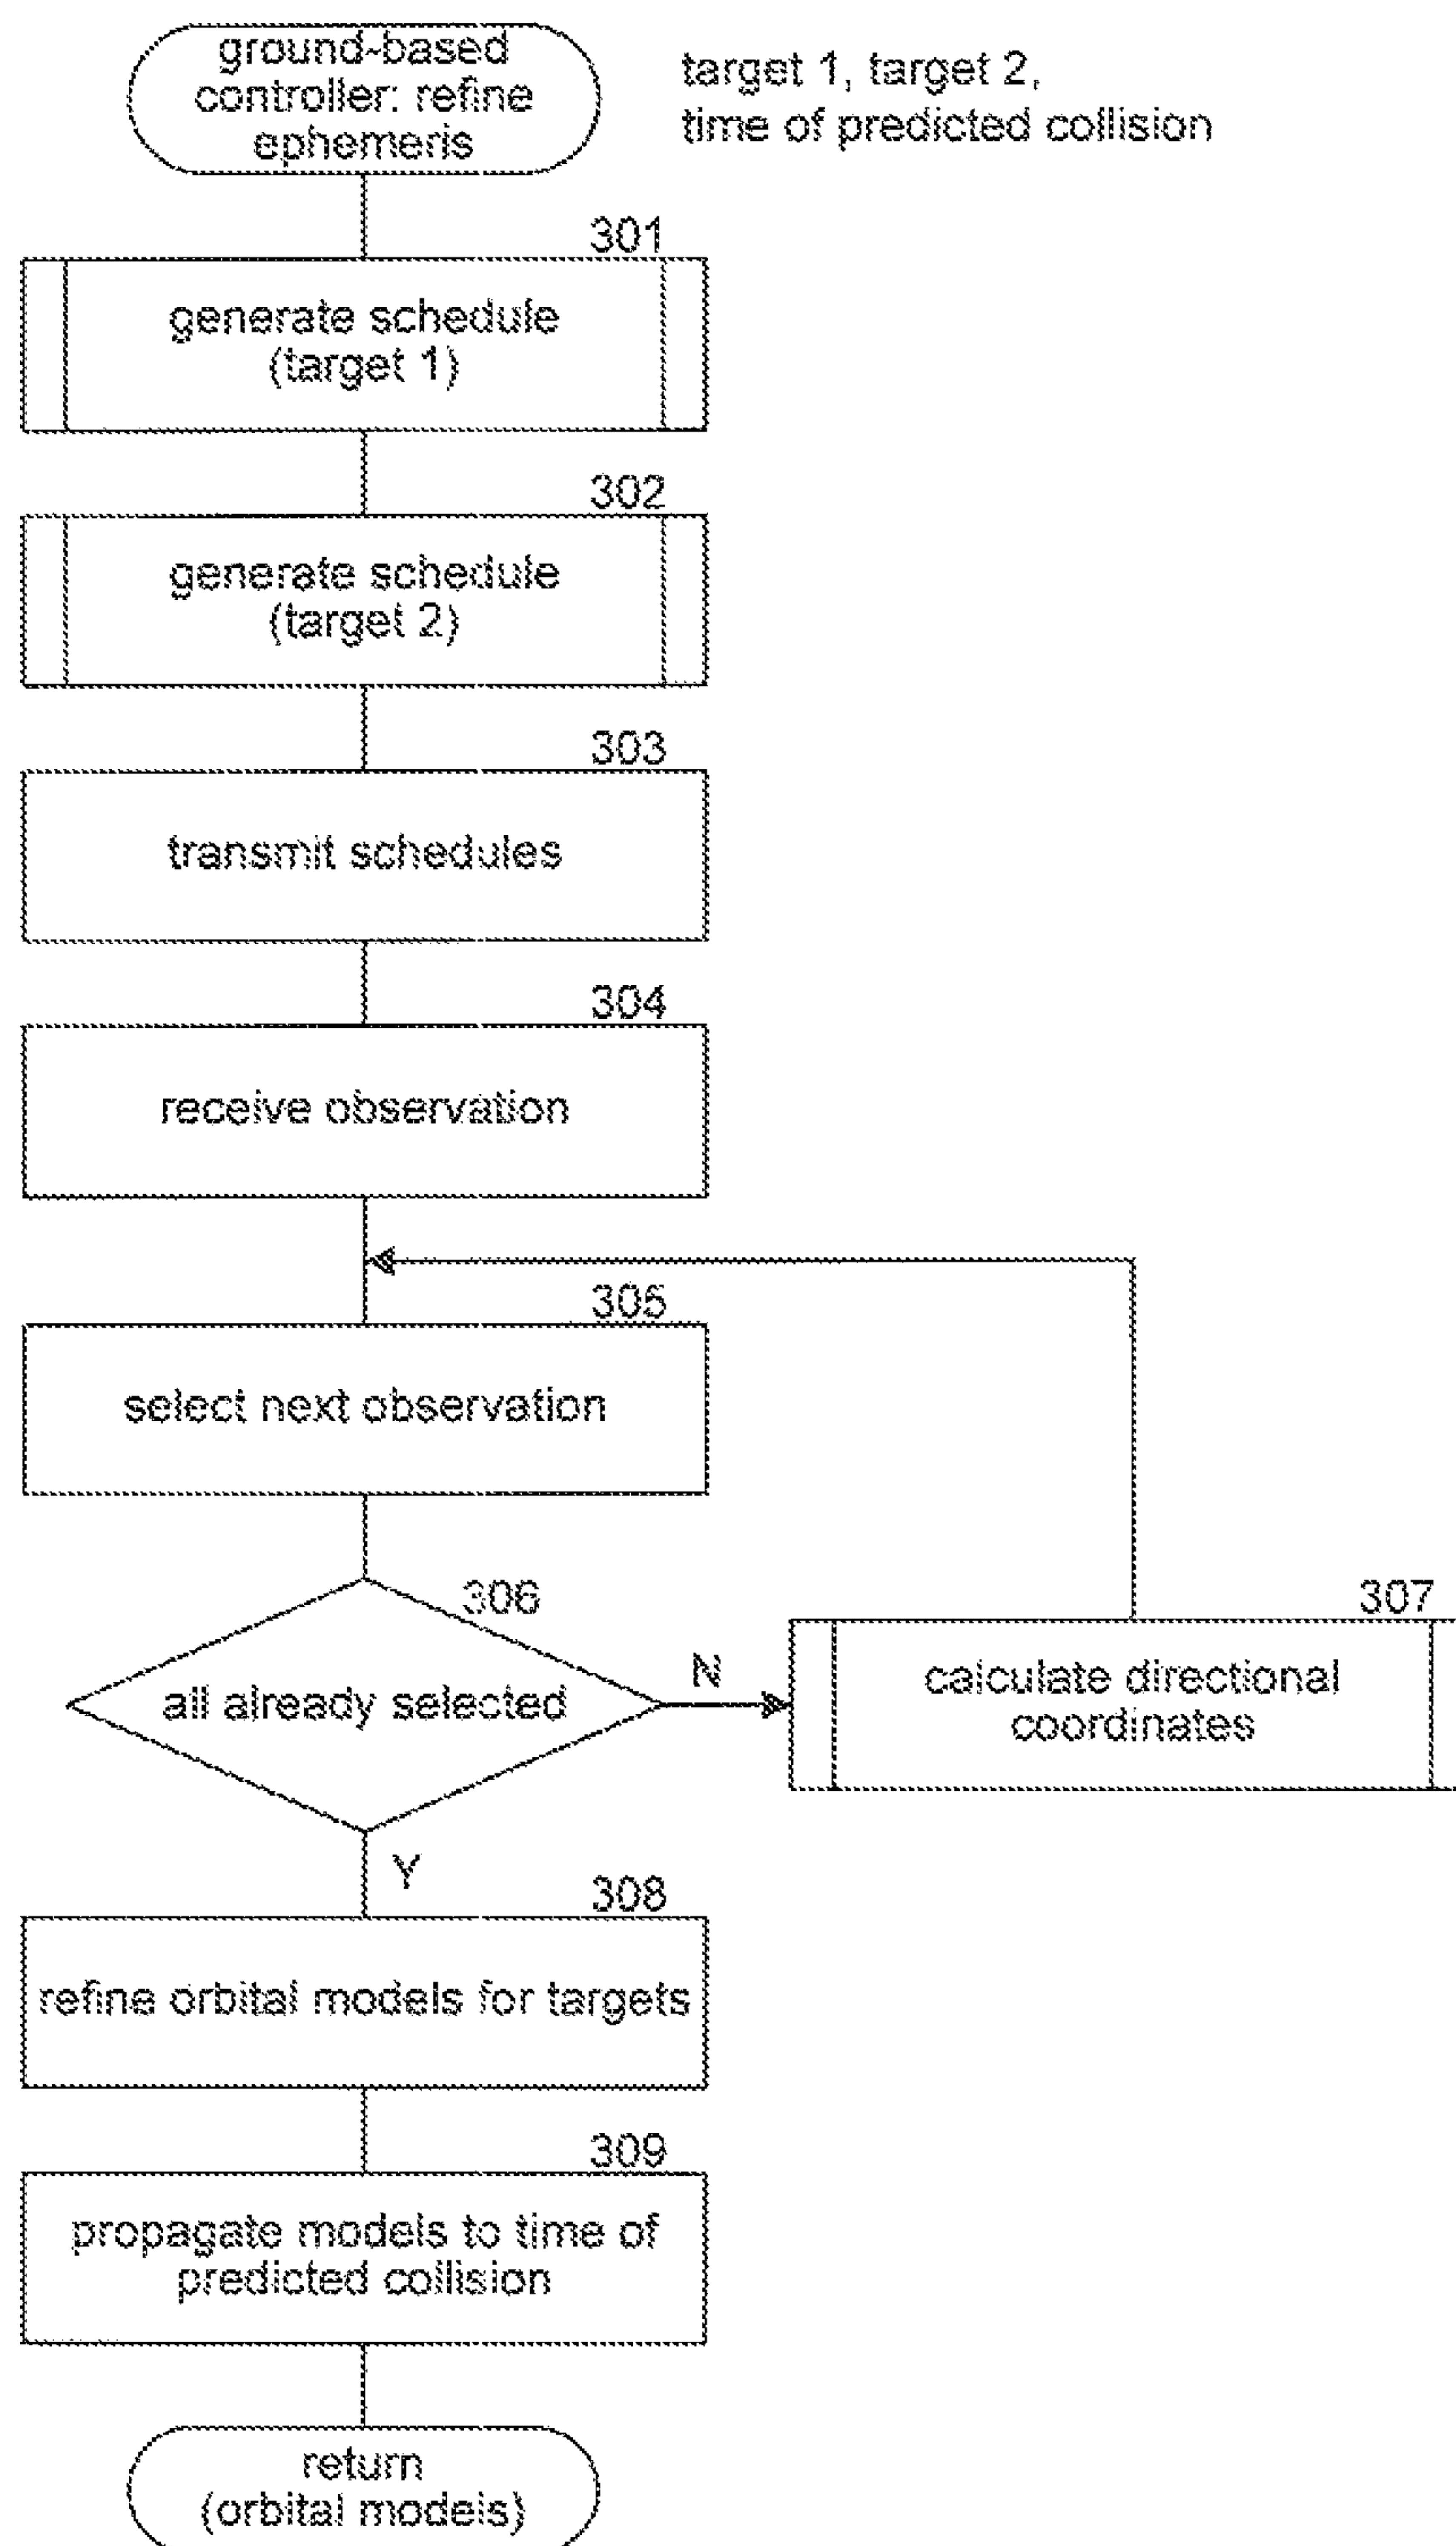 ground-based
controller: refine
ephemeris
target 1, target 2,
time of predicted collision
301
generate schedule
(target 1)
302
generate schedule
(target 2)
303
transmit schedules
304
receive observation
305
select next observation
306
all already selected
N
307
calculate directional
coordinates
Y
308
refine orbital models for targets
309
propagate models to time of
predicted collision
return
(orbital models)